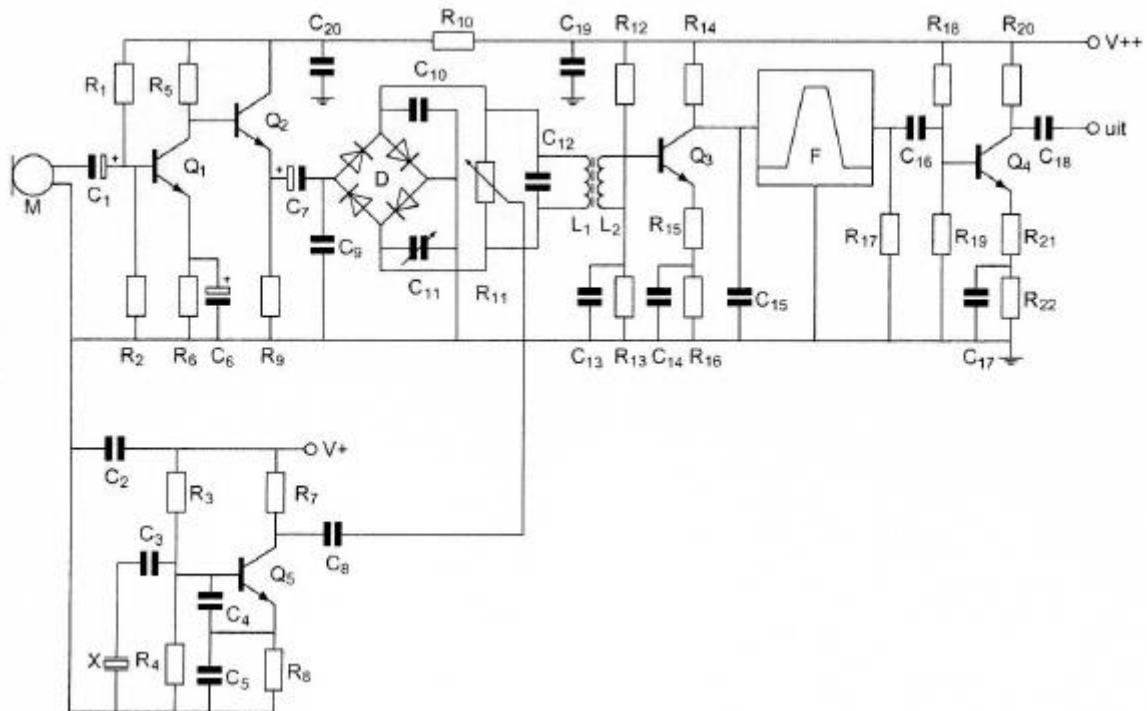 C20 R10 C19 R12 R14 R18 R20
V++
R1 R5 C10
Q2 C12 F uit
Q1 D Q3 C16 Q4 C18
M C1 C7
L1 L2 R15 R17 R19 R21
C9
C11 R11 C15 R22
R2 R6 C6 R9 C13 R13 C14 R16 C17
V+
C2
R3 R7
C3
C8
Q5
C4
X R4 C5 R8